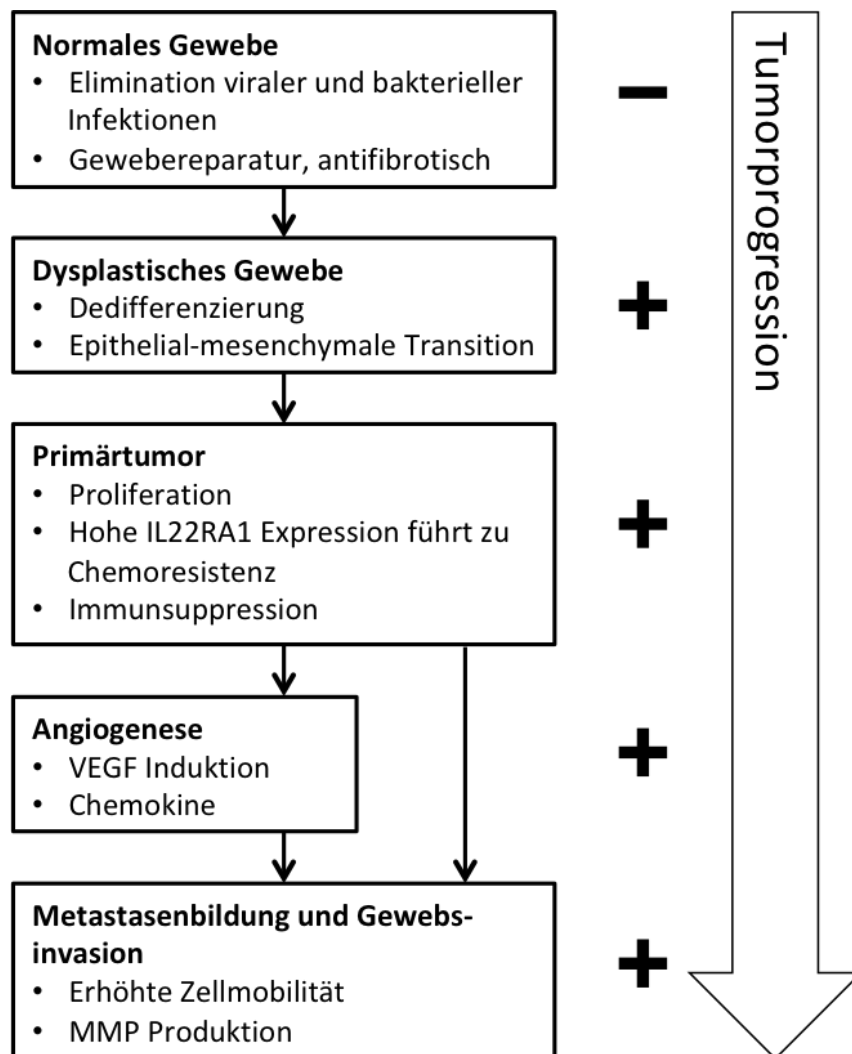 Normales Gewebe
• Elimination viraler und bakterieller
Infektionen
• Gewebereparatur, antifibrotisch
−
Dysplastisches Gewebe
• Dedifferenzierung
• Epithelial-mesenchymale Transition
+
Primärtumor
• Proliferation
• Hohe IL22RA1 Expression führt zu
Chemoresistenz
• Immunsuppression
+
Angiogenese
• VEGF Induktion
• Chemokine
+
Metastasenbildung und Gewebs-
invasion
• Erhöhte Zellmobilität
• MMP Produktion
+
Tumorprogression